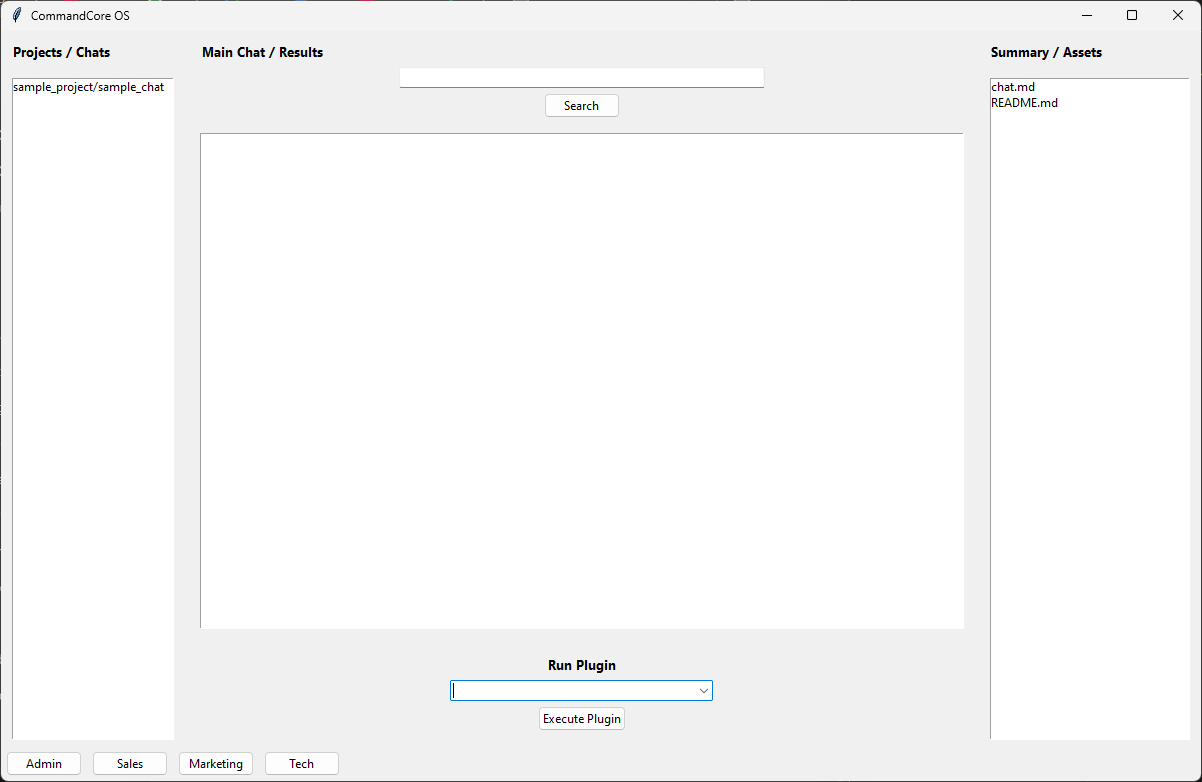 CommandCore OS
Projects / Chats
sample_project/sample_chat
Main Chat / Results
Search
Run Plugin
Execute Plugin
Summary / Assets
chat.md
README.md
Admin
Sales
Marketing
Tech